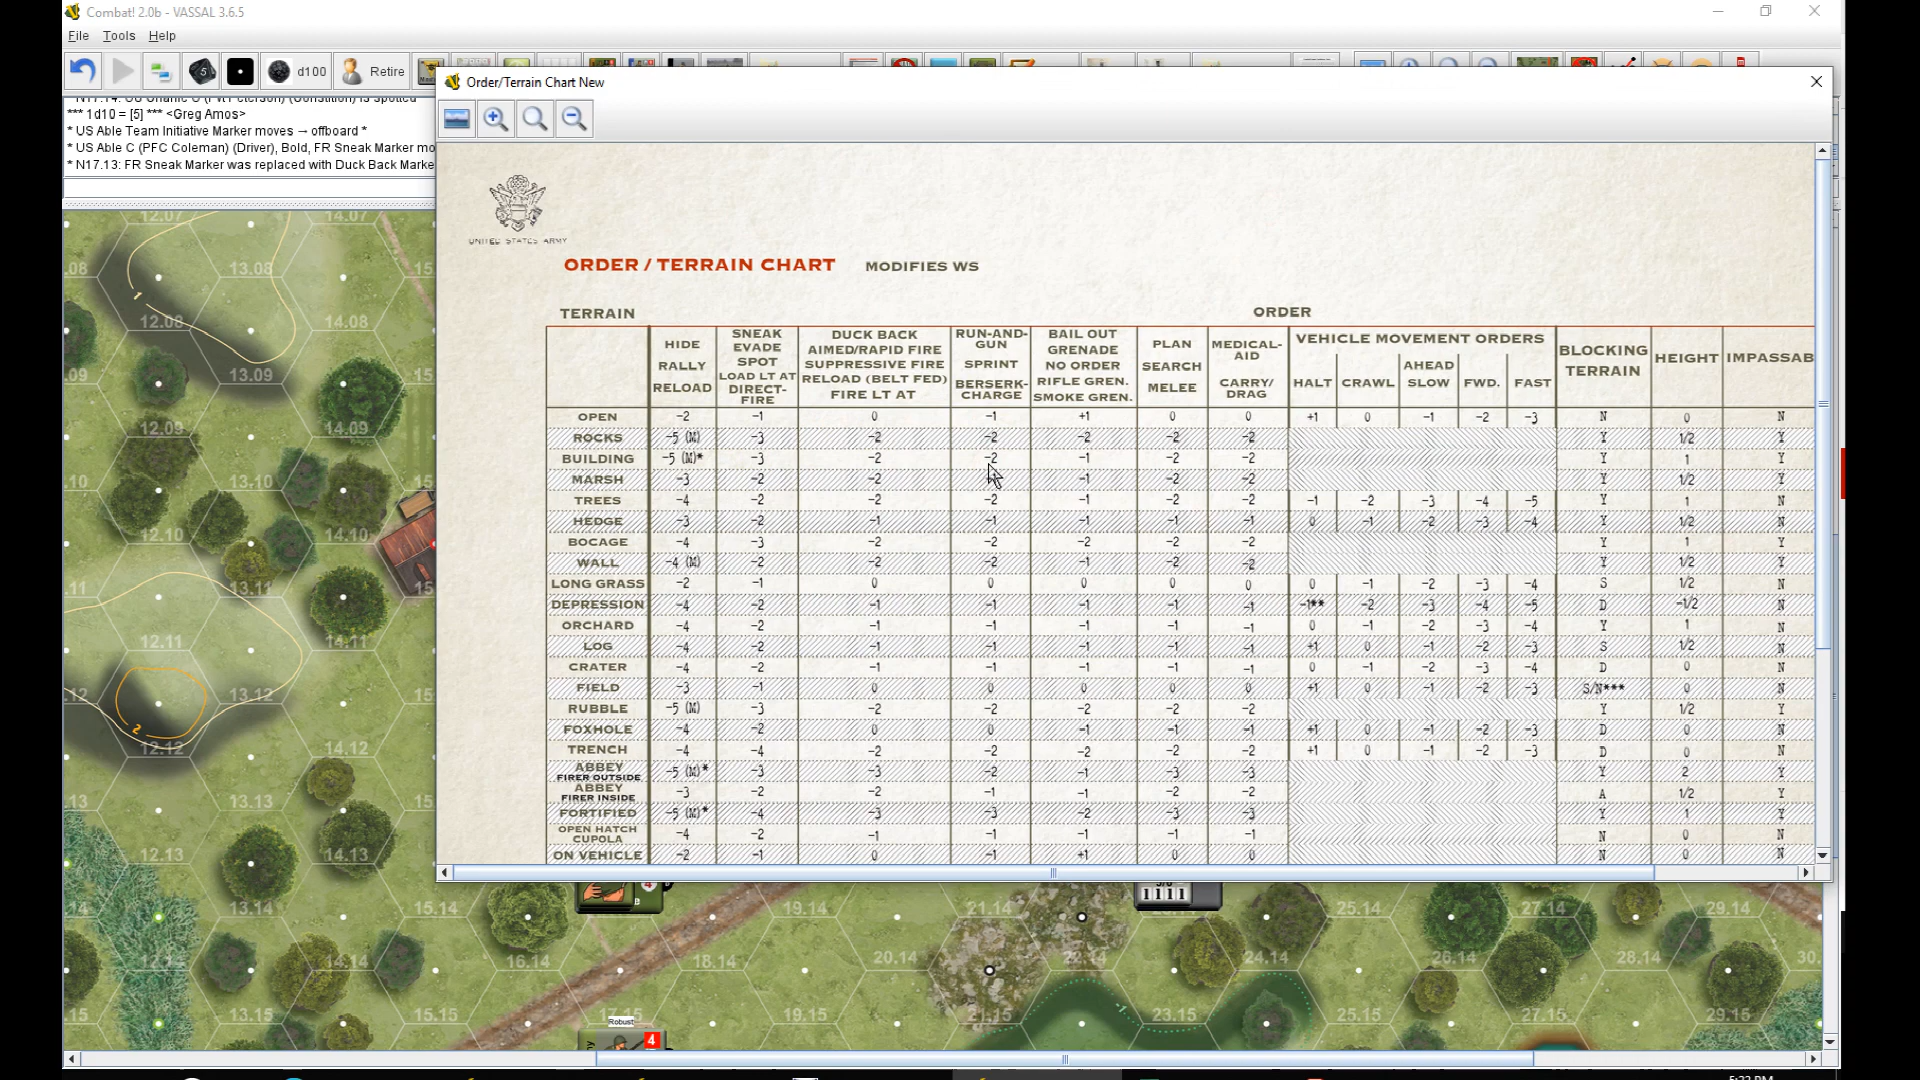 Combat! 2.0b - VASSAL 3.6.5
File Tools Help
5 d100 Retire
*** 1d10 = [5] *** <Greg Amos>
* US Able Team Initiative Marker moves → offboard *
* US Able C (PFC Coleman) (Driver), Bold, FR Sneak Marker mo
* N17.13: FR Sneak Marker was replaced with Duck Back Marke
Order/Terrain Chart New
UNITED STATES ARMY
ORDER / TERRAIN CHART MODIFIES WS
TERRAIN ORDER
HIDE RALLY RELOAD
SNEAK EVADE SPOT LOAD LT AT DIRECT-FIRE
DUCK BACK AIMED/RAPID FIRE SUPPRESSIVE FIRE RELOAD (BELT FED) FIRE LT AT
RUN-AND-GUN SPRINT BERSERK-CHARGE
BAIL OUT GRENADE NO ORDER RIFLE GREN. SMOKE GREN.
PLAN SEARCH MELEE
MEDICAL-AID CARRY/DRAG
VEHICLE MOVEMENT ORDERS
HALT CRAWL AHEAD SLOW FWD. FAST
BLOCKING TERRAIN
HEIGHT
IMPASSAB
OPEN -2 -1 0 -1 +1 0 0 +1 0 -1 -2 -3 N 0 N
ROCKS -5 (M) -3 -2 -2 -2 -2 -2 Y 1/2 Y
BUILDING -5 (M)* -3 -2 -2 -1 -2 -2 Y 1 Y
MARSH -3 -2 -2 -1 -2 -2 Y 1/2 Y
TREES -4 -2 -2 -2 -1 -2 -2 -1 -2 -3 -4 -5 Y 1 N
HEDGE -3 -2 -1 -1 -1 -1 -1 0 -1 -2 -3 -4 Y 1/2 N
BOCAGE -4 -3 -2 -2 -2 -2 -2 Y 1 Y
WALL -4 (M) -2 -2 -2 -1 -2 -2 Y 1/2 Y
LONG GRASS -2 -1 0 0 0 0 0 0 -1 -2 -3 -4 S 1/2 N
DEPRESSION -4 -2 -1 -1 -1 -1 -1 -1** -2 -3 -4 -5 D -1/2 N
ORCHARD -4 -2 -1 -1 -1 -1 -1 0 -1 -2 -3 -4 Y 1 N
LOG -4 -2 -1 -1 -1 -1 -1 +1 0 -1 -2 -3 S 1/2 N
CRATER -4 -2 -1 -1 -1 -1 -1 0 -1 -2 -3 -4 D 0 N
FIELD -3 -1 0 0 0 0 0 +1 0 -1 -2 -3 S/N*** 0 N
RUBBLE -5 (M) -3 -2 -2 -2 -2 -2 Y 1/2 Y
FOXHOLE -4 -2 0 0 -1 -1 -1 +1 0 -1 -2 -3 D 0 N
TRENCH -4 -4 -2 -2 -2 -2 -2 +1 0 -1 -2 -3 D 0 N
ABBEY FIRER OUTSIDE -5 (M)* -3 -3 -2 -1 -3 -3 Y 2 Y
ABBEY FIRER INSIDE -3 -2 -2 -1 -1 -2 -2 A 1/2 Y
FORTIFIED -5 (M)* -4 -3 -3 -2 -3 -3 Y 1 Y
OPEN HATCH CUPOLA -4 -2 -1 -1 -1 -1 -1 N 0 N
ON VEHICLE -2 -1 0 -1 +1 0 0 N 0 N
12.07 14.07
.08 13.08
12.08 14.08
.09 13.09
12.09 14.09
.10 13.10
12.10 14.10
.11 13.11
12.11 14.11
.12 13.12
2
12.12 14.12
.13 13.13
12.13 14.13
4
1111
.14 13.14 15.14 19.14 21.14 25.14 27.14 29.14
12.14 14.14 16.14 18.14 20.14 22.14 24.14 26.14 28.14 30.
.15 13.15 21.15 23.15 25.15 27.15 29.15
Robust
4